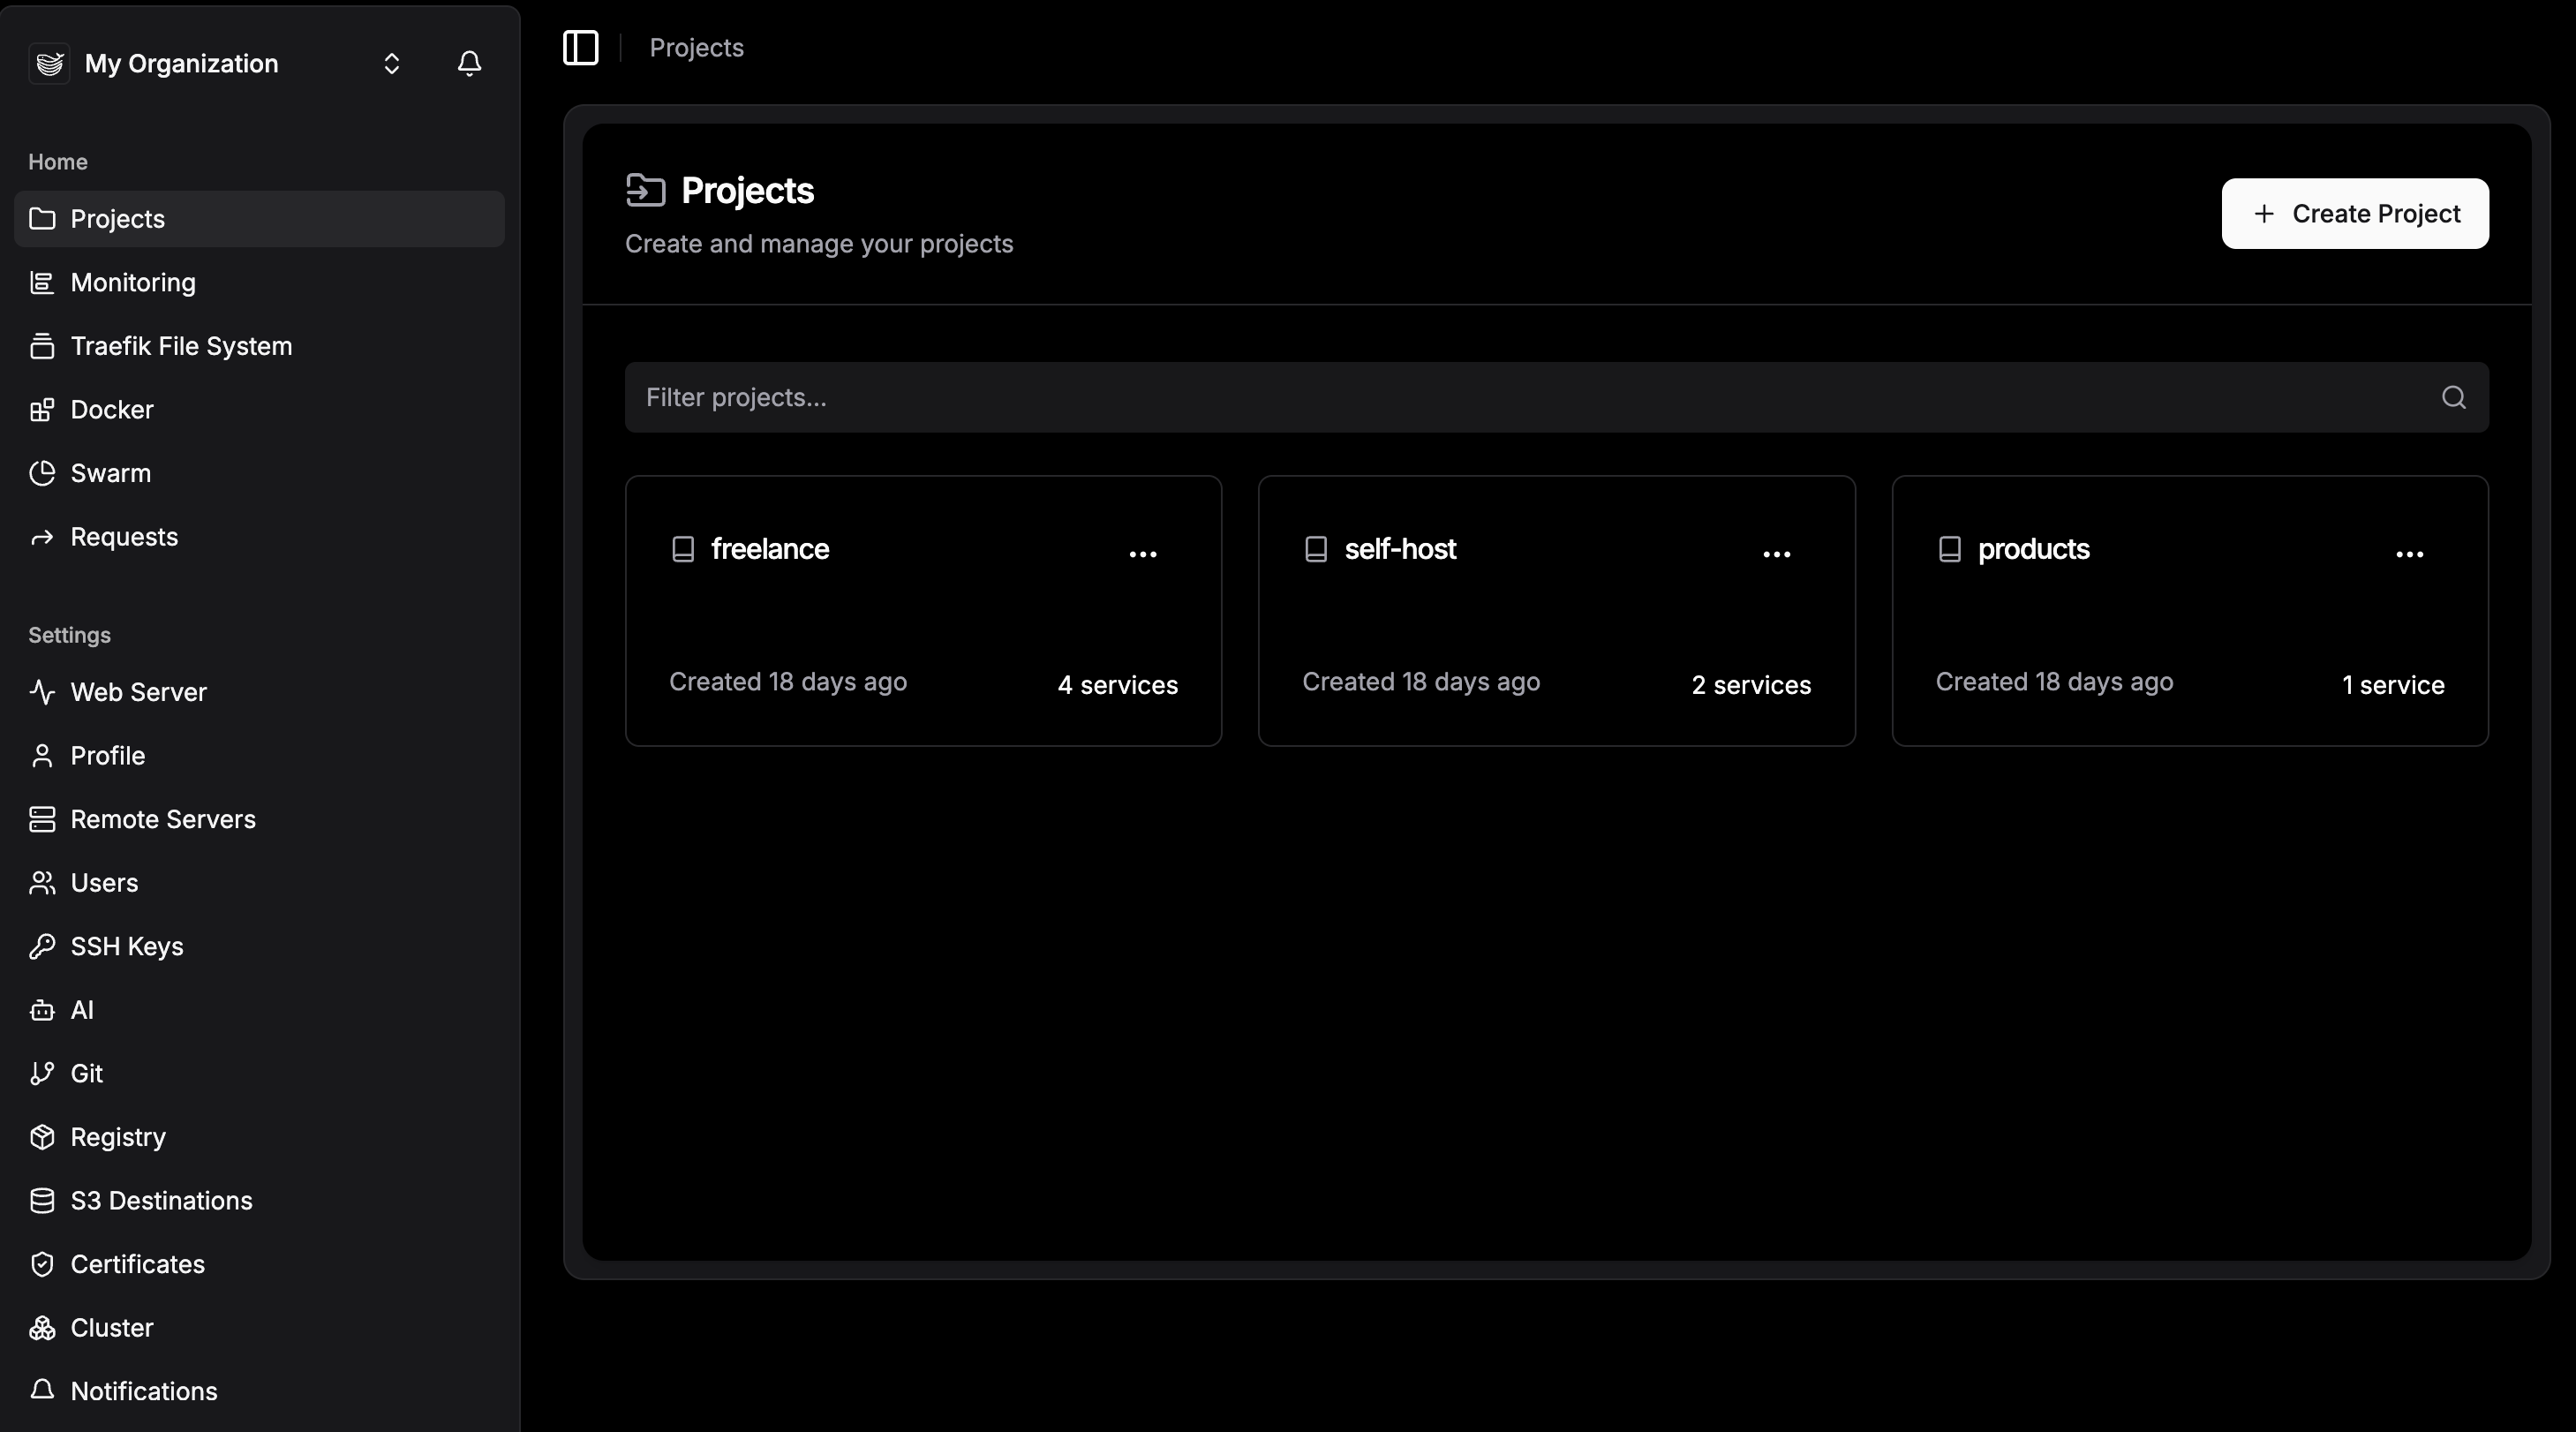 My Organization
Home
Projects
Monitoring
Traefik File System
Docker
Swarm
Requests
Settings
Web Server
Profile
Remote Servers
Users
SSH Keys
AI
Git
Registry
S3 Destinations
Certificates
Cluster
Notifications
Projects
Projects
Create and manage your projects
Create Project
Filter projects...
freelance
Created 18 days ago
4 services
self-host
Created 18 days ago
2 services
products
Created 18 days ago
1 service